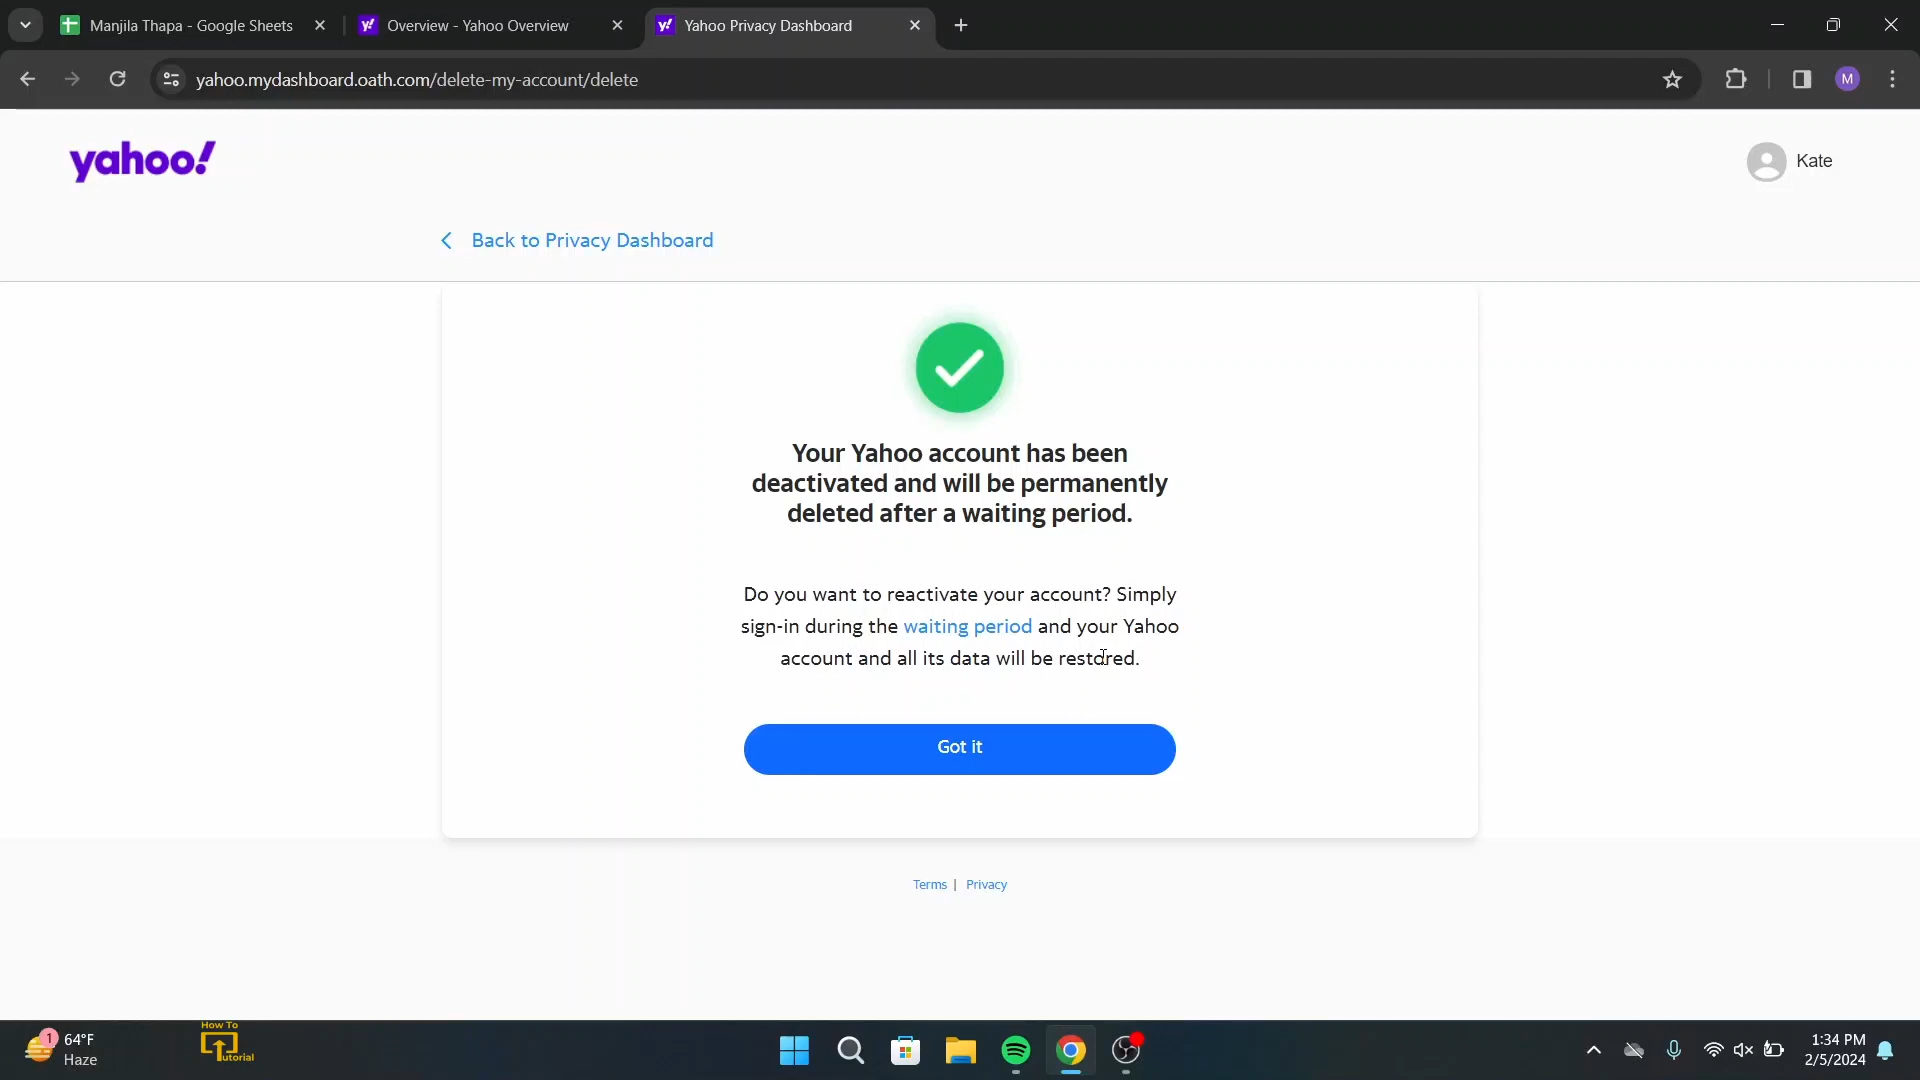 Manjila Thapa - Google Sheets
Overview - Yahoo Overview
Yahoo Privacy Dashboard
yahoo.mydashboard.oath.com/delete-my-account/delete
M
yahoo!
Kate
Back to Privacy Dashboard
Your Yahoo account has been
deactivated and will be permanently
deleted after a waiting period.
Do you want to reactivate your account? Simply
sign-in during the waiting period and your Yahoo
account and all its data will be restored.
Got it
Terms | Privacy
1
64°F
Haze
How To
Tutorial
1:34 PM
2/5/2024